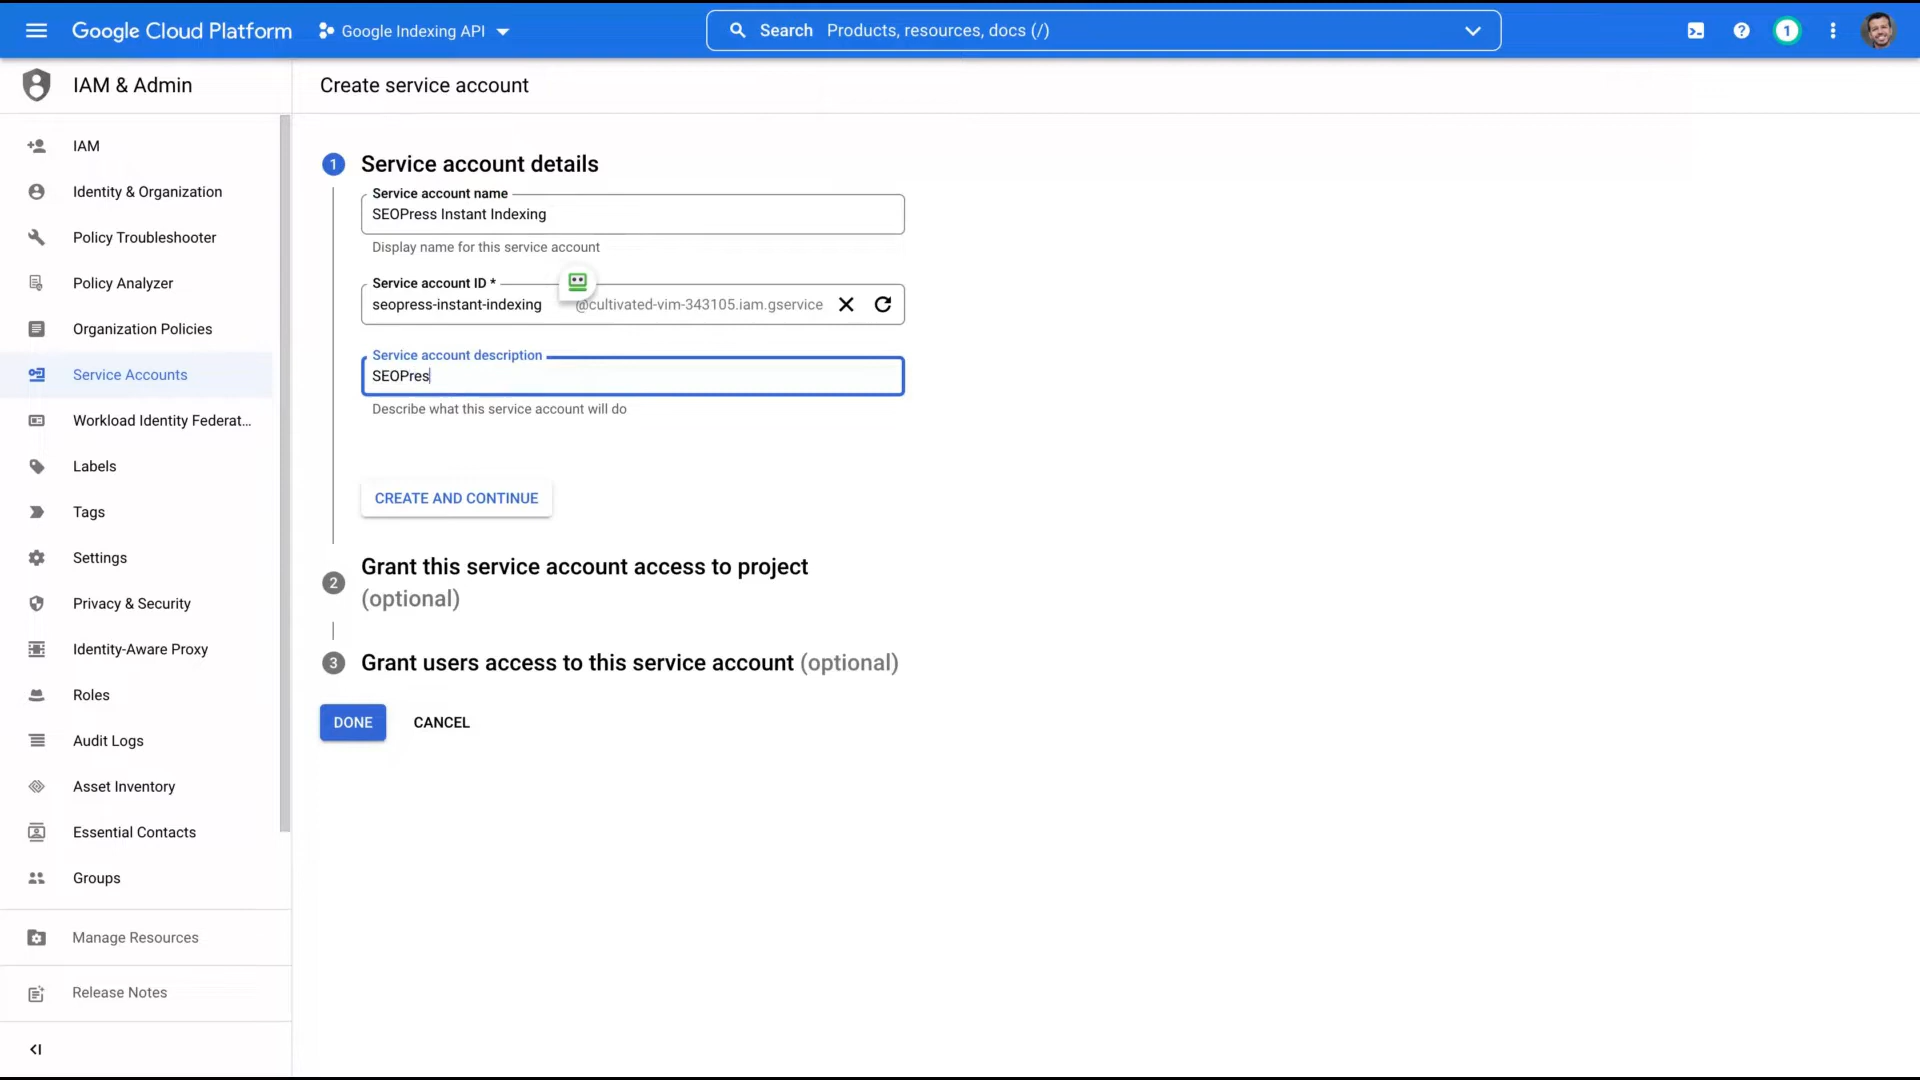 Google Cloud Platform
Google Indexing API
Search Products, resources, docs (/)
1
IAM & Admin
Create service account
IAM
Identity & Organization
Policy Troubleshooter
Policy Analyzer
Organization Policies
Service Accounts
Workload Identity Federat...
Labels
Tags
Settings
Privacy & Security
Identity-Aware Proxy
Roles
Audit Logs
Asset Inventory
Essential Contacts
Groups
Manage Resources
Release Notes
1 Service account details
Service account name
SEOPress Instant Indexing
Display name for this service account
Service account ID *
seopress-instant-indexing @cultivated-vim-343105.iam.gservice
Service account description
SEOPres
Describe what this service account will do
CREATE AND CONTINUE
2 Grant this service account access to project
(optional)
3 Grant users access to this service account (optional)
DONE CANCEL